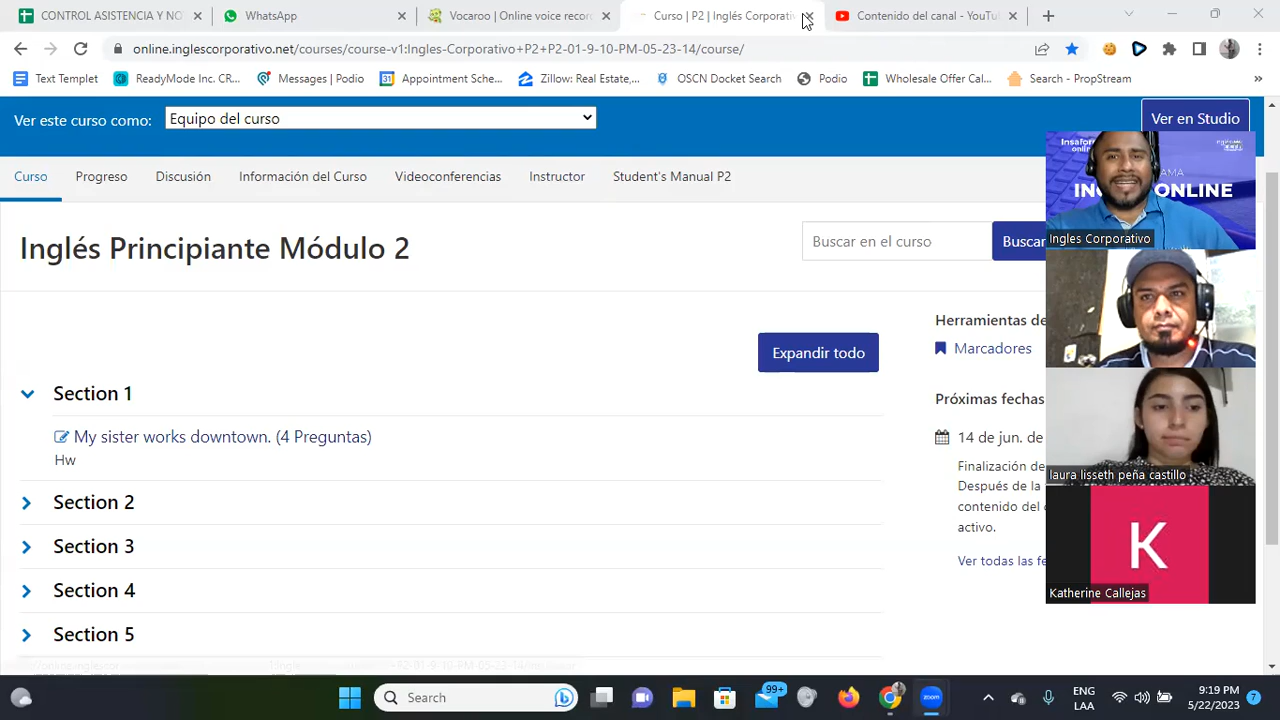 CONTROL ASISTENCIA Y NO
WhatsApp
Vocaroo | Online voice recor
Curso | P2 | Inglés Corporati
Contenido del canal - YouTu
online.inglescorporativo.net/courses/course-v1:Ingles-Corporativo+P2+P2-01-9-10-PM-05-23-14/course/
Text Templet
ReadyMode Inc. CR...
Messages | Podio
Appointment Sche...
Zillow: Real Estate,...
OSCN Docket Search
Podio
Wholesale Offer Cal...
Search - PropStream
Ver este curso como:
Equipo del curso
Ver en Studio
Curso
Progreso
Discusión
Información del Curso
Videoconferencias
Instructor
Student's Manual P2
Inglés Principiante Módulo 2
Buscar en el curso
Buscar
Expandir todo
Section 1
My sister works downtown. (4 Preguntas)
Hw
Section 2
Section 3
Section 4
Section 5
Herramientas de
Marcadores
Próximas fechas
14 de jun. de
Finalización de
Después de la
contenido del
activo.
Ver todas las fe
ONLINE
Ingles Corporativo
laura lisseth peña castillo
K
Katherine Callejas
Search
99+
zoom
ENG
LAA
9:19 PM
5/22/2023
7